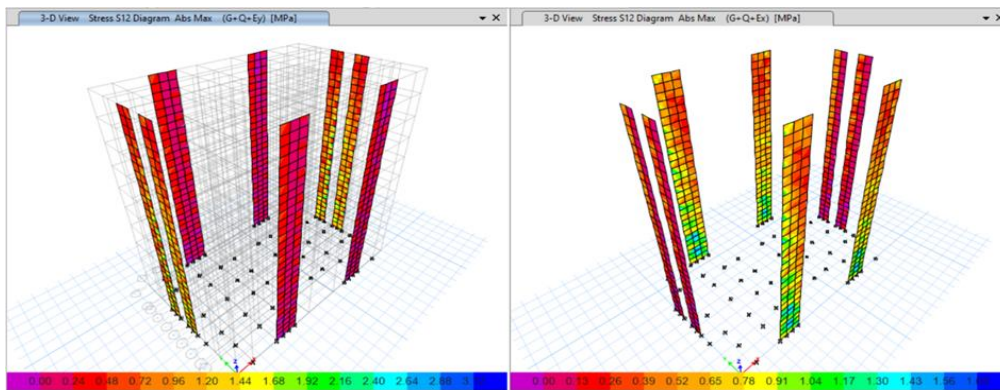 3-D View Stress S12 Diagram Abs Max (G+Q+Ey) [MPa]
3-D View Stress S12 Diagram Abs Max (G+Q+Ex) [MPa]
0.00 0.24 0.48 0.72 0.96 1.20 1.44 1.68 1.92 2.16 2.40 2.64 2.88
0.00 0.13 0.26 0.39 0.52 0.65 0.78 0.91 1.04 1.17 1.30 1.43 1.56